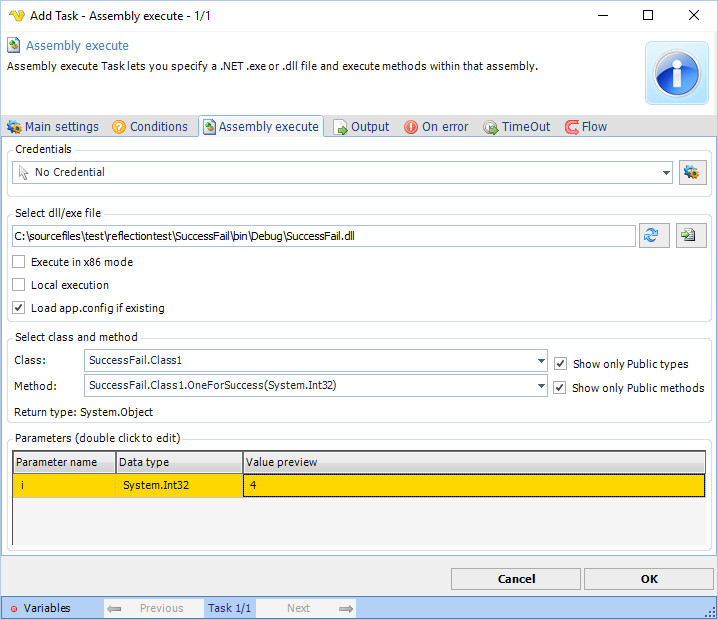 Add Task - Assembly execute - 1/1
Assembly execute
Assembly execute Task lets you specify a .NET .exe or .dll file and execute methods within that assembly.
Main settings Conditions Assembly execute Output On error TimeOut Flow
Credentials
No Credential
Select dll/exe file
C:\sourcefiles\test\reflectiontest\SuccessFail\bin\Debug\SuccessFail.dll
Execute in x86 mode
Local execution
Load app.config if existing
Select class and method
Class: SuccessFail.Class1 Show only Public types
Method: SuccessFail.Class1.OneForSuccess(System.Int32) Show only Public methods
Return type: System.Object
Parameters (double click to edit)
Parameter name Data type Value preview
i System.Int32 4
Cancel OK
Variables Previous Task 1/1 Next